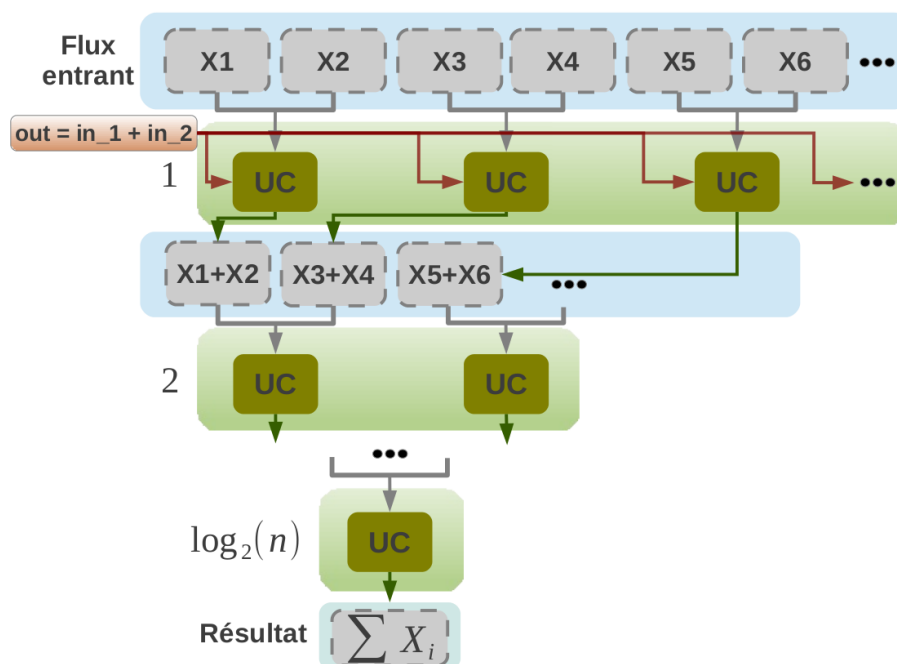 Flux entrant
X1 X2 X3 X4 X5 X6 •••
out = in_1 + in_2
1 UC UC UC •••
X1+X2 X3+X4 X5+X6 •••
2 UC UC
•••
log₂(n) UC
Résultat ∑ Xᵢ